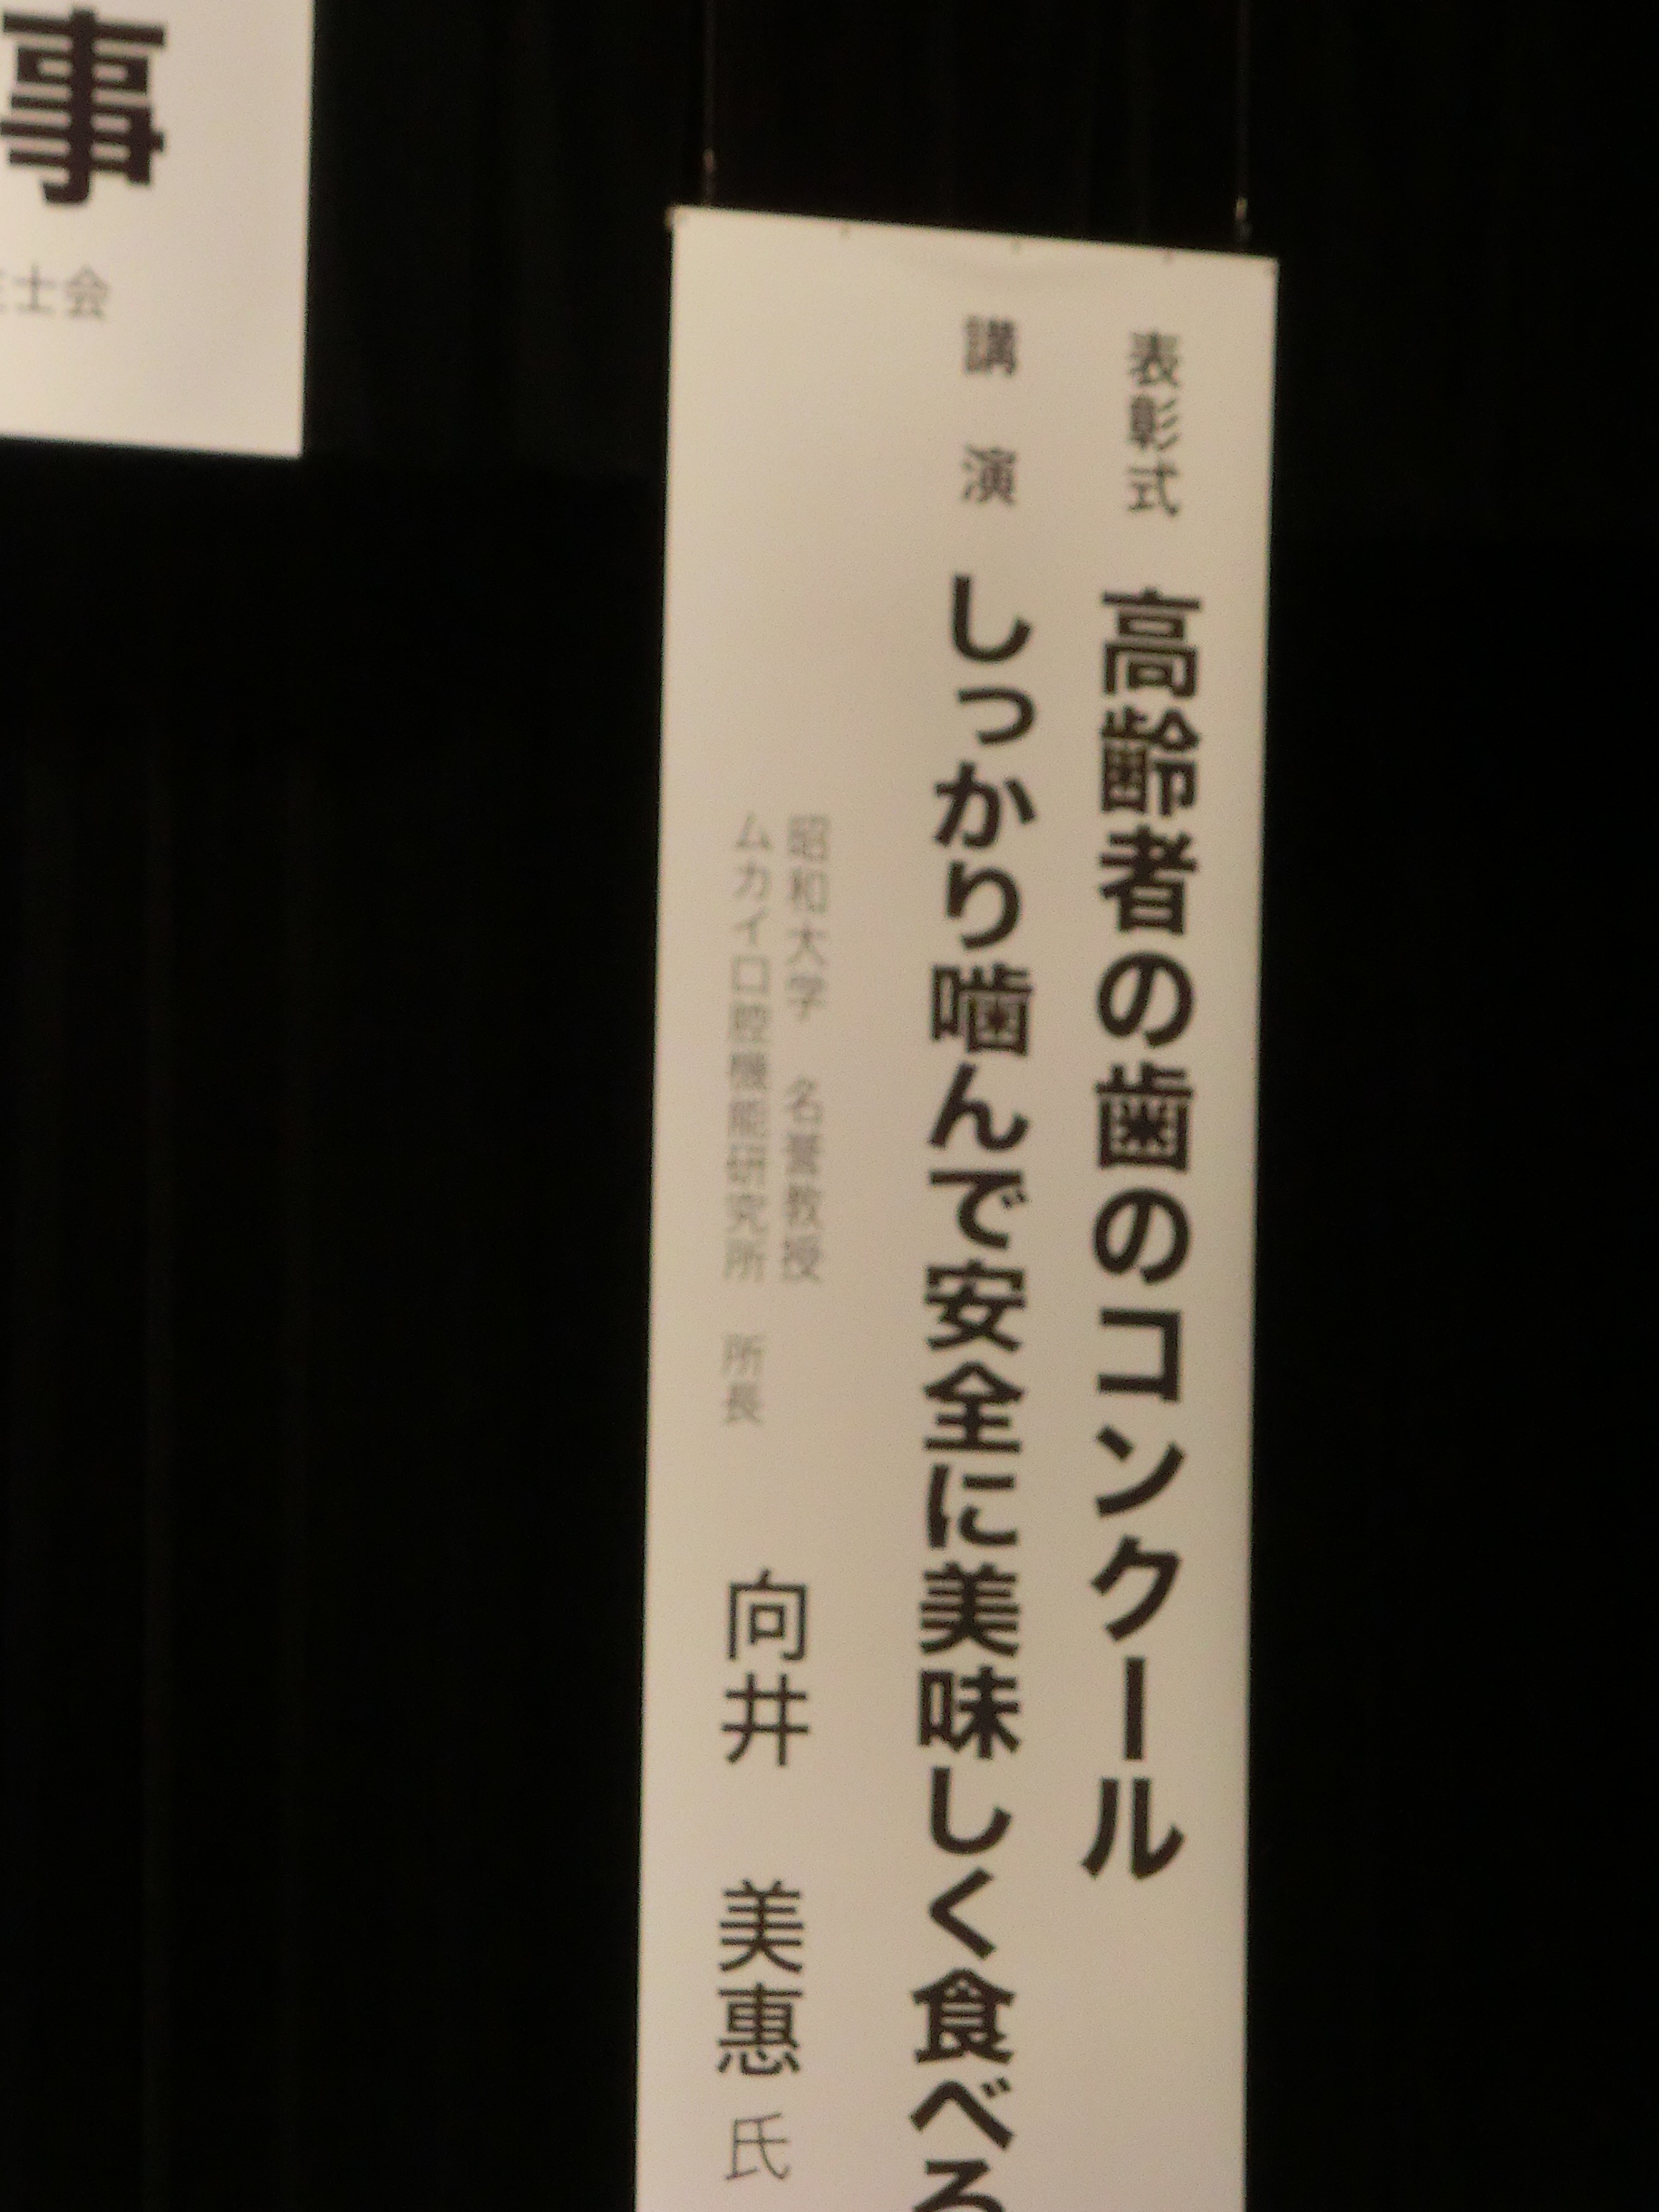 表彰式 高齢者の歯のコンクール
講演 しっかり噛んで安全に美味しく食べる
昭和大学 名誉教授
ムカイ口腔機能研究所 所長
向井 美惠 氏
事
士会